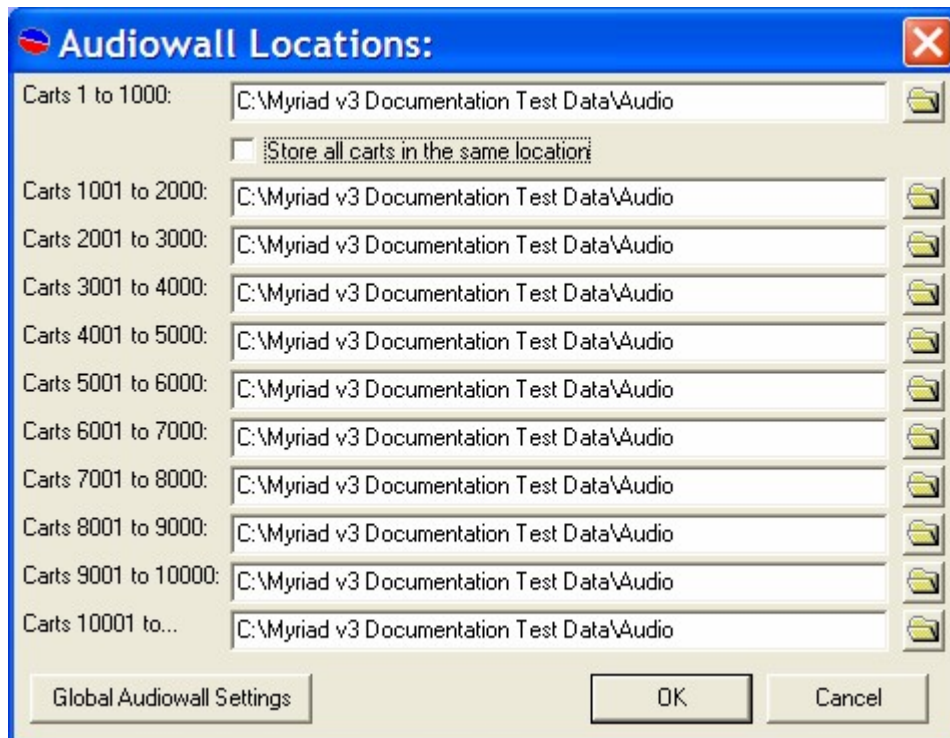 Audiowall Locations:
Carts 1 to 1000: C:\Myriad v3 Documentation Test Data\Audio
Store all carts in the same location
Carts 1001 to 2000: C:\Myriad v3 Documentation Test Data\Audio
Carts 2001 to 3000: C:\Myriad v3 Documentation Test Data\Audio
Carts 3001 to 4000: C:\Myriad v3 Documentation Test Data\Audio
Carts 4001 to 5000: C:\Myriad v3 Documentation Test Data\Audio
Carts 5001 to 6000: C:\Myriad v3 Documentation Test Data\Audio
Carts 6001 to 7000: C:\Myriad v3 Documentation Test Data\Audio
Carts 7001 to 8000: C:\Myriad v3 Documentation Test Data\Audio
Carts 8001 to 9000: C:\Myriad v3 Documentation Test Data\Audio
Carts 9001 to 10000: C:\Myriad v3 Documentation Test Data\Audio
Carts 10001 to... C:\Myriad v3 Documentation Test Data\Audio
Global Audiowall Settings OK Cancel